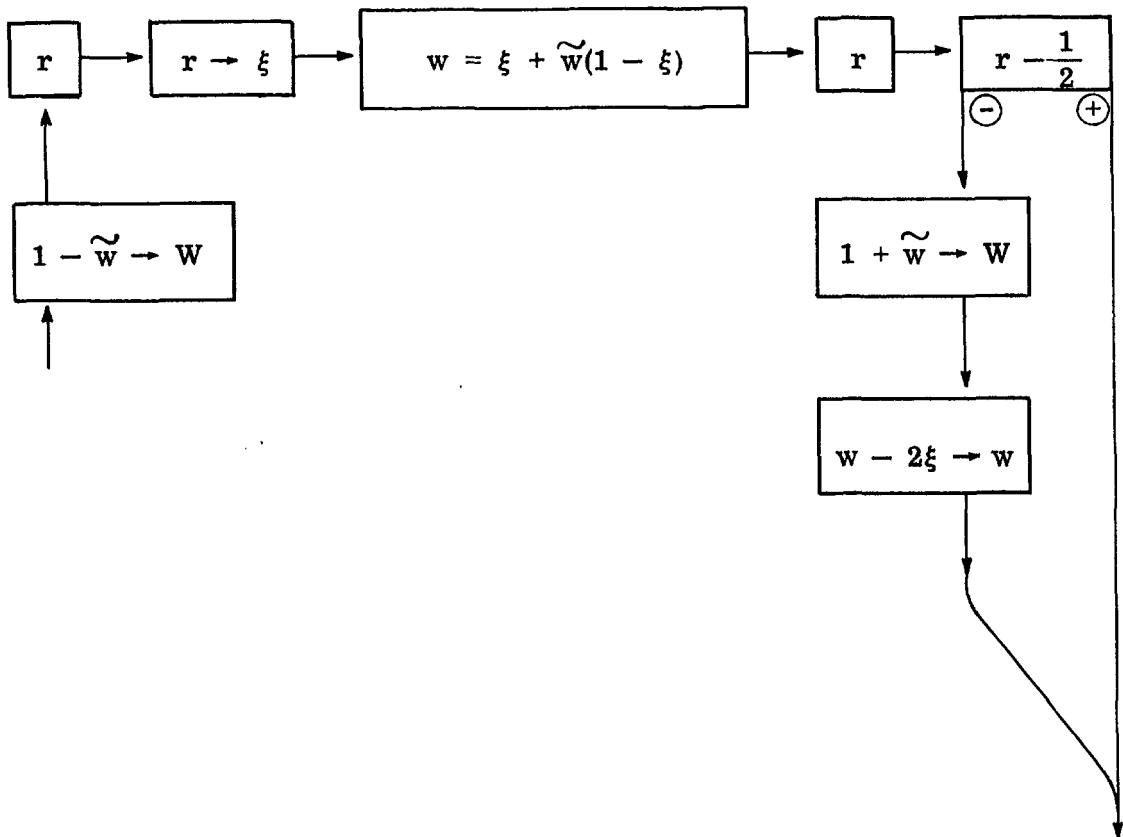 r
r → ξ
w = ξ + w̃(1 − ξ)
r
r − 1/2
− +
1 − w̃ → W
1 + w̃ → W
w − 2ξ → w